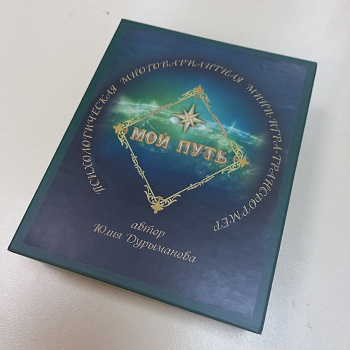 ПСИХОЛОГИЧЕСКАЯ МНОГОВАРИАНТНАЯ МИНИ-ИГРА-ТРАНСФОРМЕР
МОЙ ПУТЬ
автор
Юлия Дурыманова